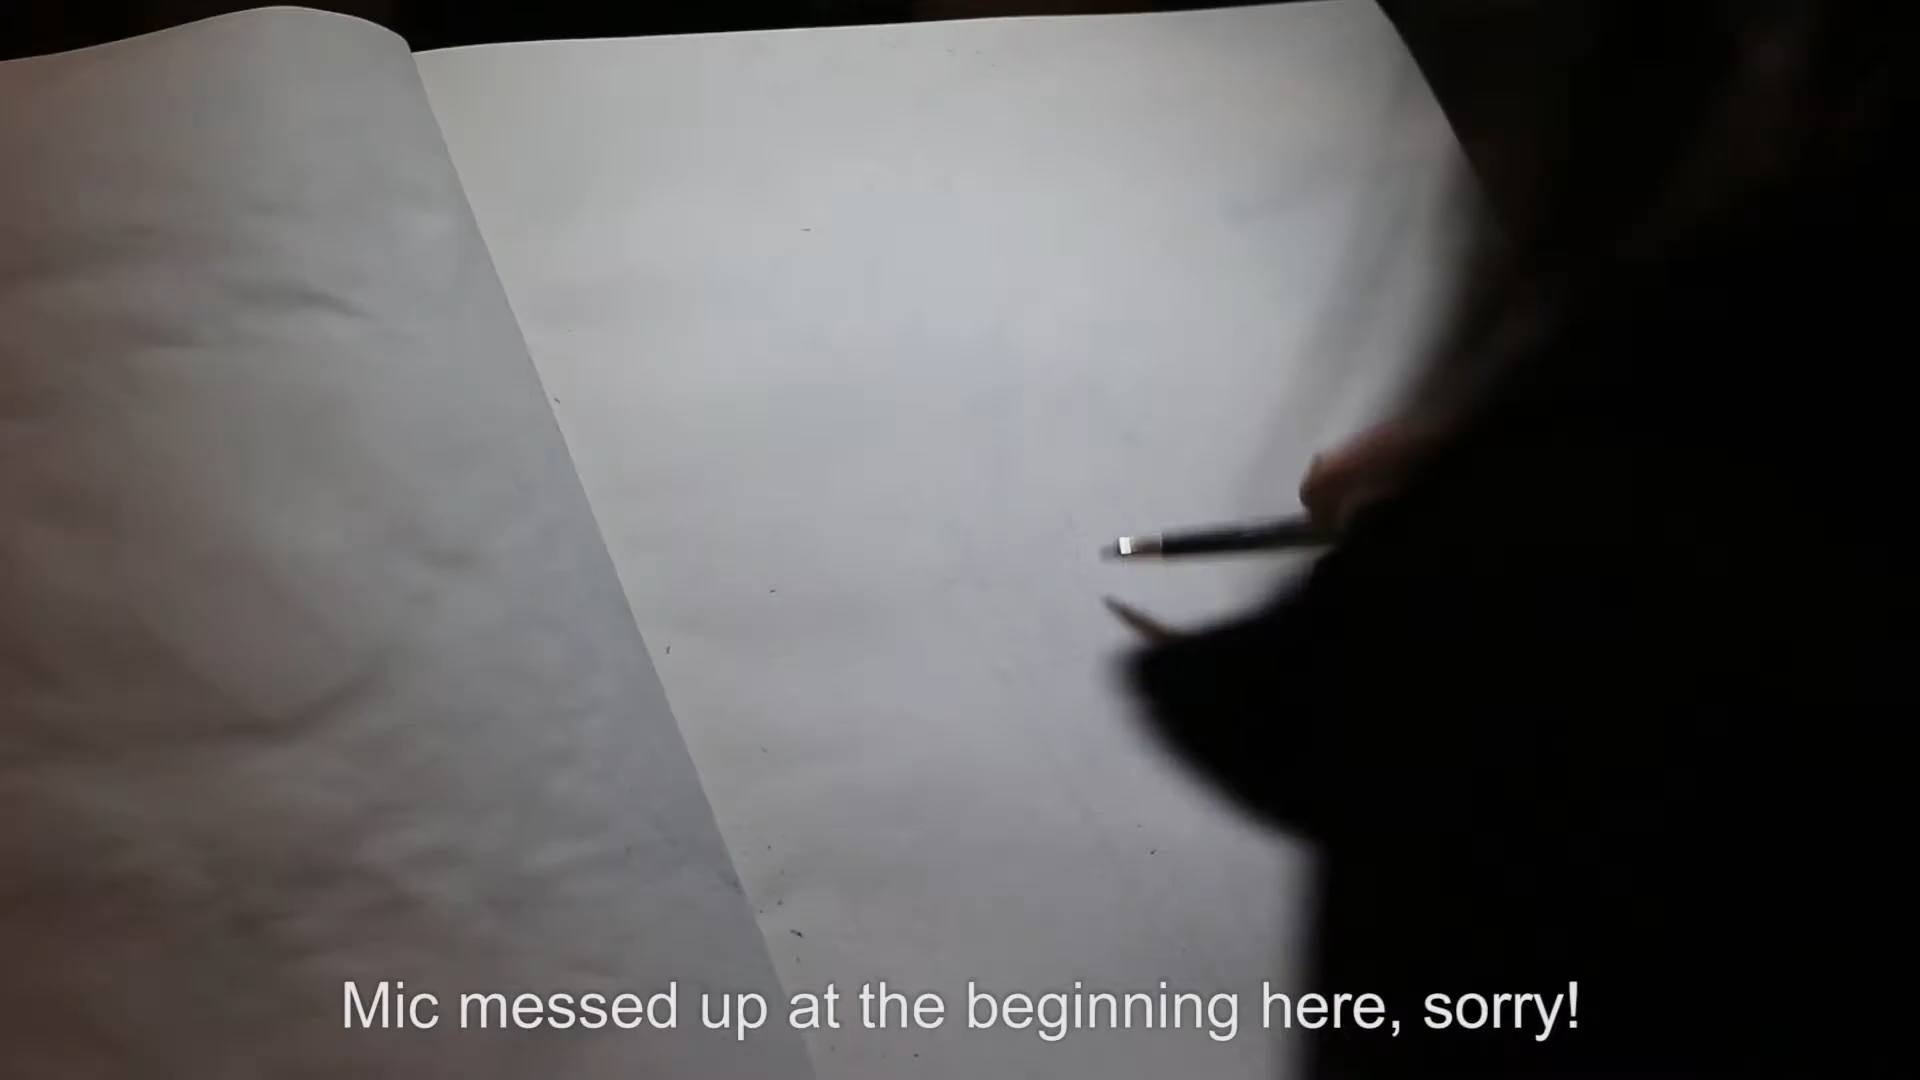 Mic messed up at the beginning here, sorry!